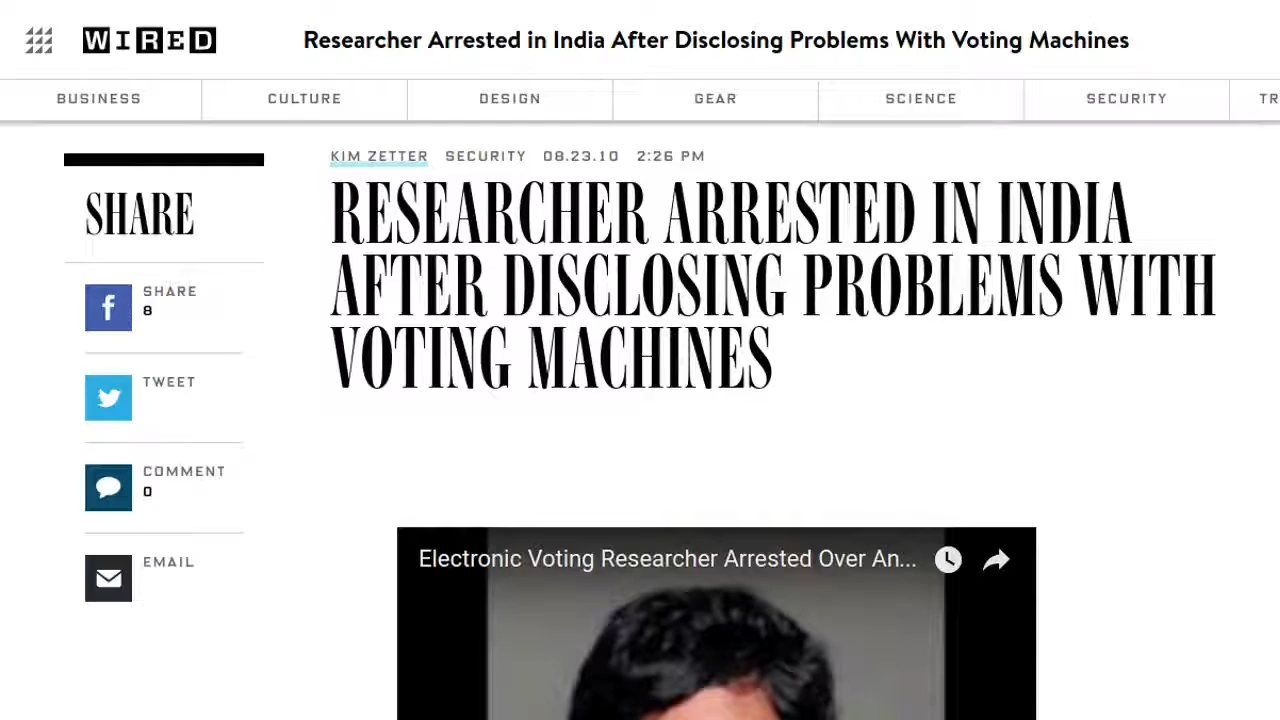 WIRED
Researcher Arrested in India After Disclosing Problems With Voting Machines
BUSINESS CULTURE DESIGN GEAR SCIENCE SECURITY TR
KIM ZETTER SECURITY 08.23.10 2:26 PM
RESEARCHER ARRESTED IN INDIA
AFTER DISCLOSING PROBLEMS WITH
VOTING MACHINES
SHARE
SHARE
8
TWEET
COMMENT
0
EMAIL
Electronic Voting Researcher Arrested Over An...